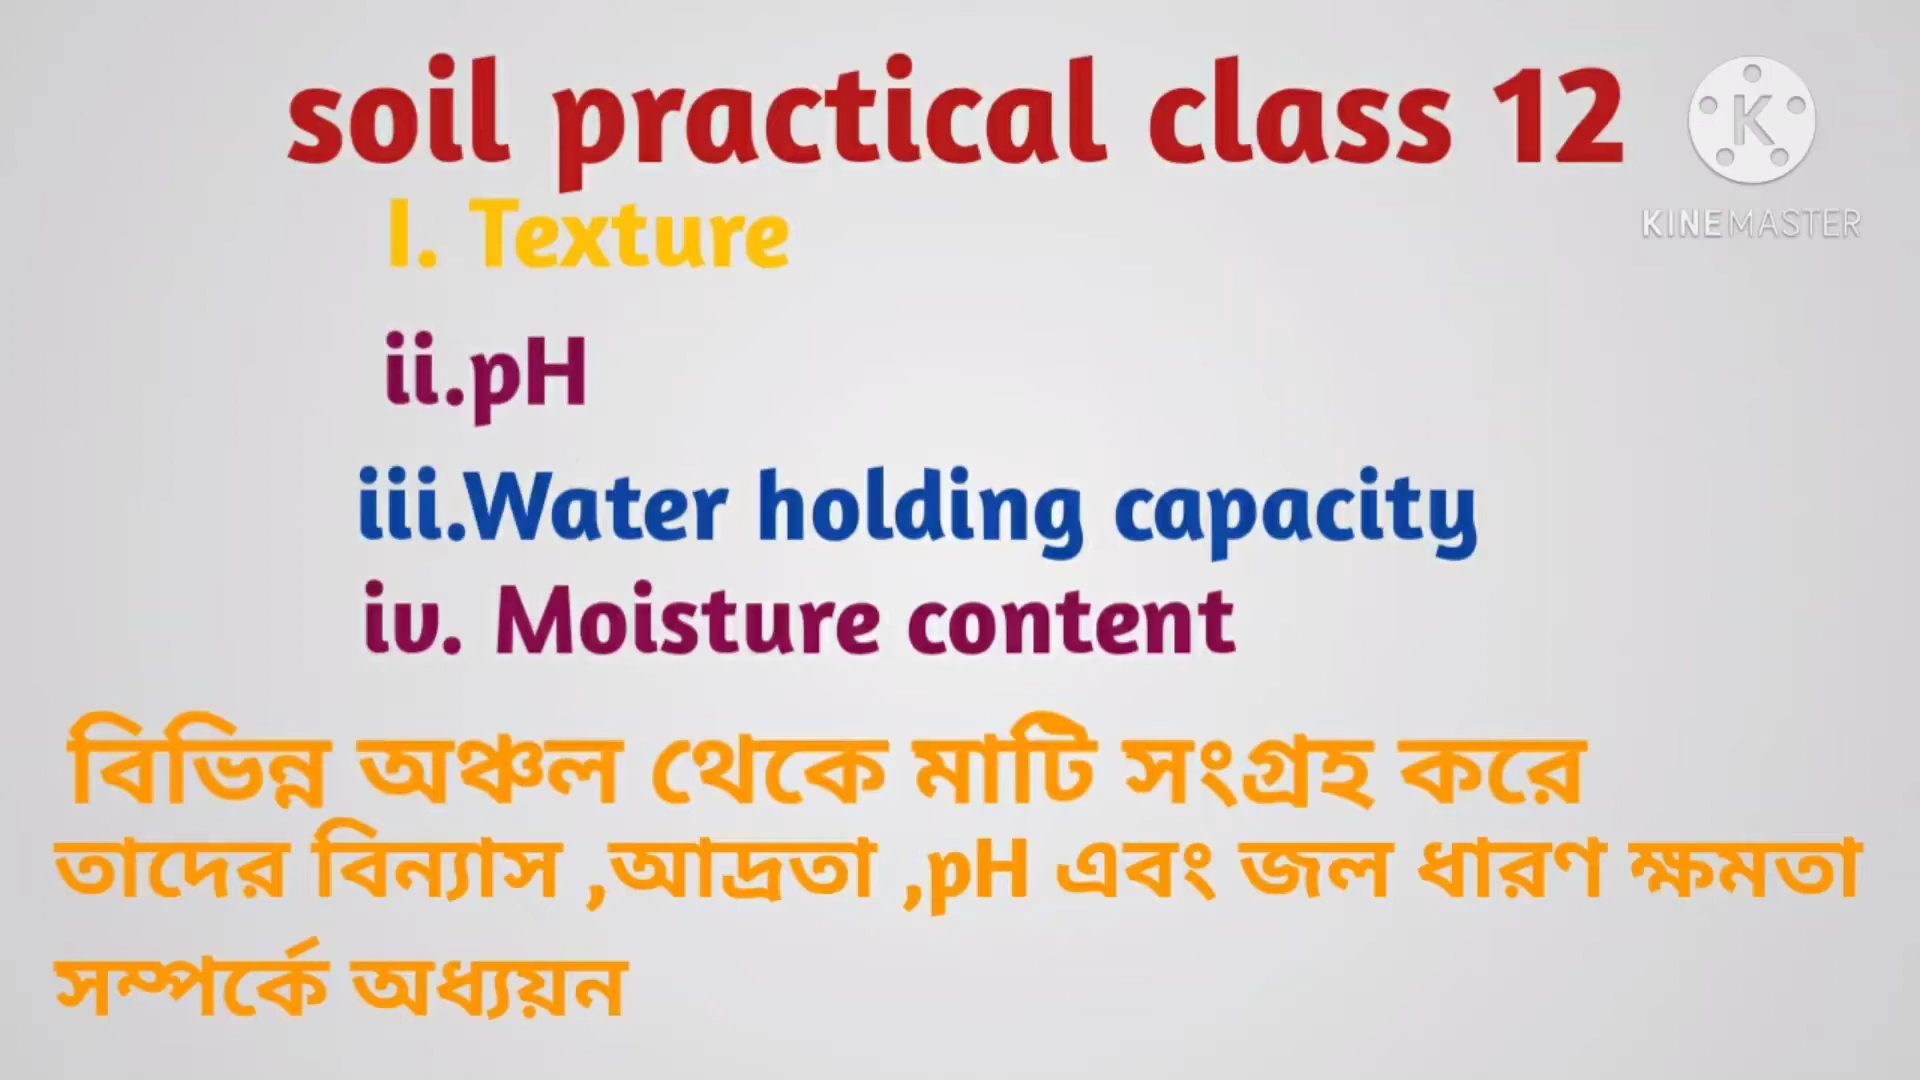 soil practical class 12
I. Texture
ii.pH
iii.Water holding capacity
iv. Moisture content
বিভিন্ন অঞ্চল থেকে মাটি সংগ্রহ করে
তাদের বিন্যাস ,আদ্রতা ,pH এবং জল ধারণ ক্ষমতা
সম্পর্কে অধ্যয়ন
K
KINEMASTER